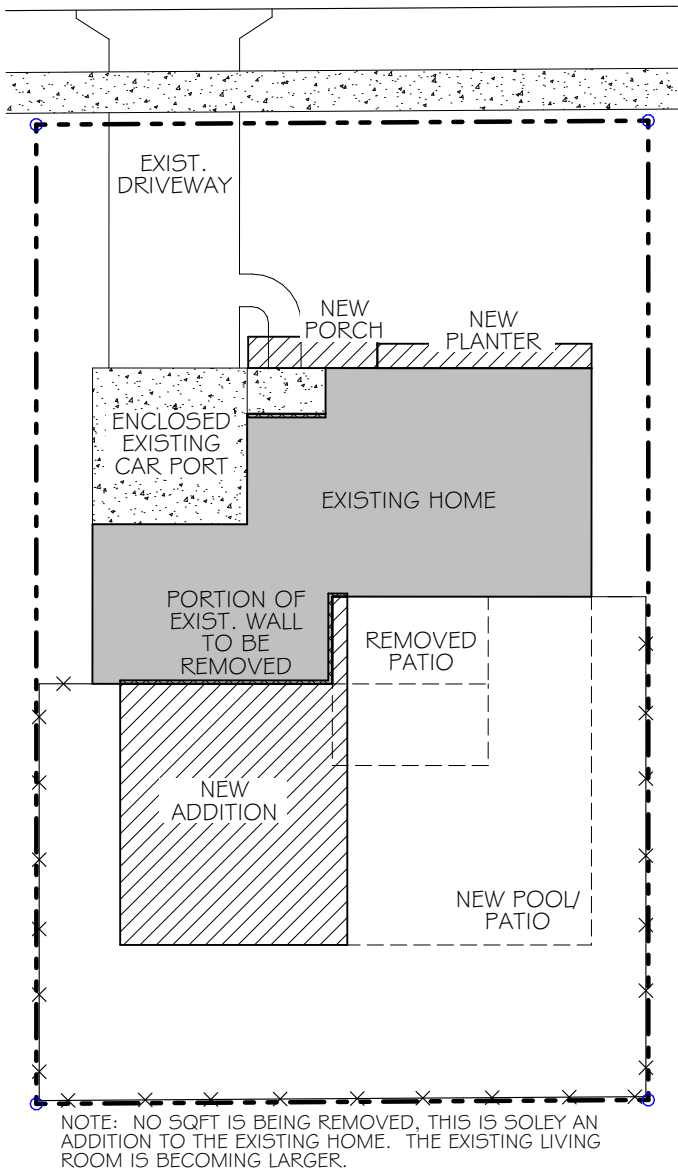 EXIST.
DRIVEWAY
NEW
PORCH
NEW
PLANTER
ENCLOSED
EXISTING
CAR PORT
EXISTING HOME
PORTION OF
EXIST. WALL
TO BE
REMOVED
REMOVED
PATIO
NEW
ADDITION
NEW POOL/
PATIO
NOTE: NO SQFT IS BEING REMOVED, THIS IS SOLEY AN
ADDITION TO THE EXISTING HOME. THE EXISTING LIVING
ROOM IS BECOMING LARGER.